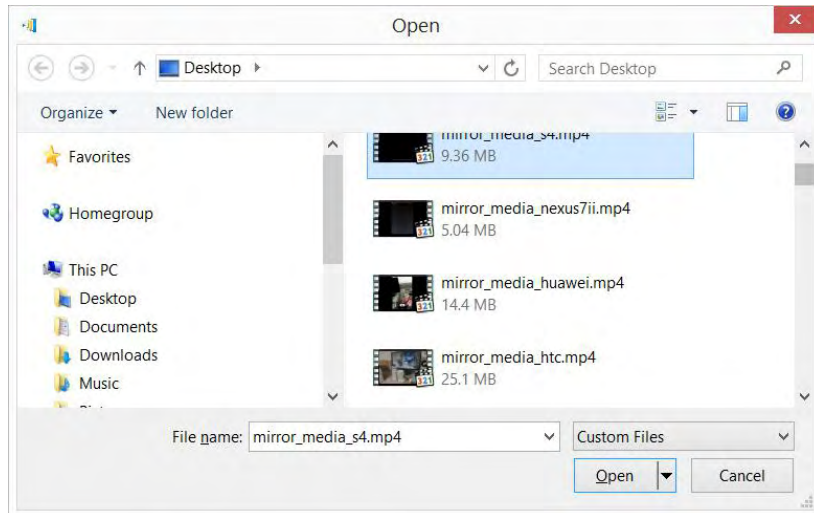 Open
Desktop
Search Desktop
Organize
New folder
Favorites
Homegroup
This PC
Desktop
Documents
Downloads
Music
mirror_media_s4.mp4
9.36 MB
mirror_media_nexus7ii.mp4
5.04 MB
mirror_media_huawei.mp4
14.4 MB
mirror_media_htc.mp4
25.1 MB
File name: mirror_media_s4.mp4
Custom Files
Open
Cancel